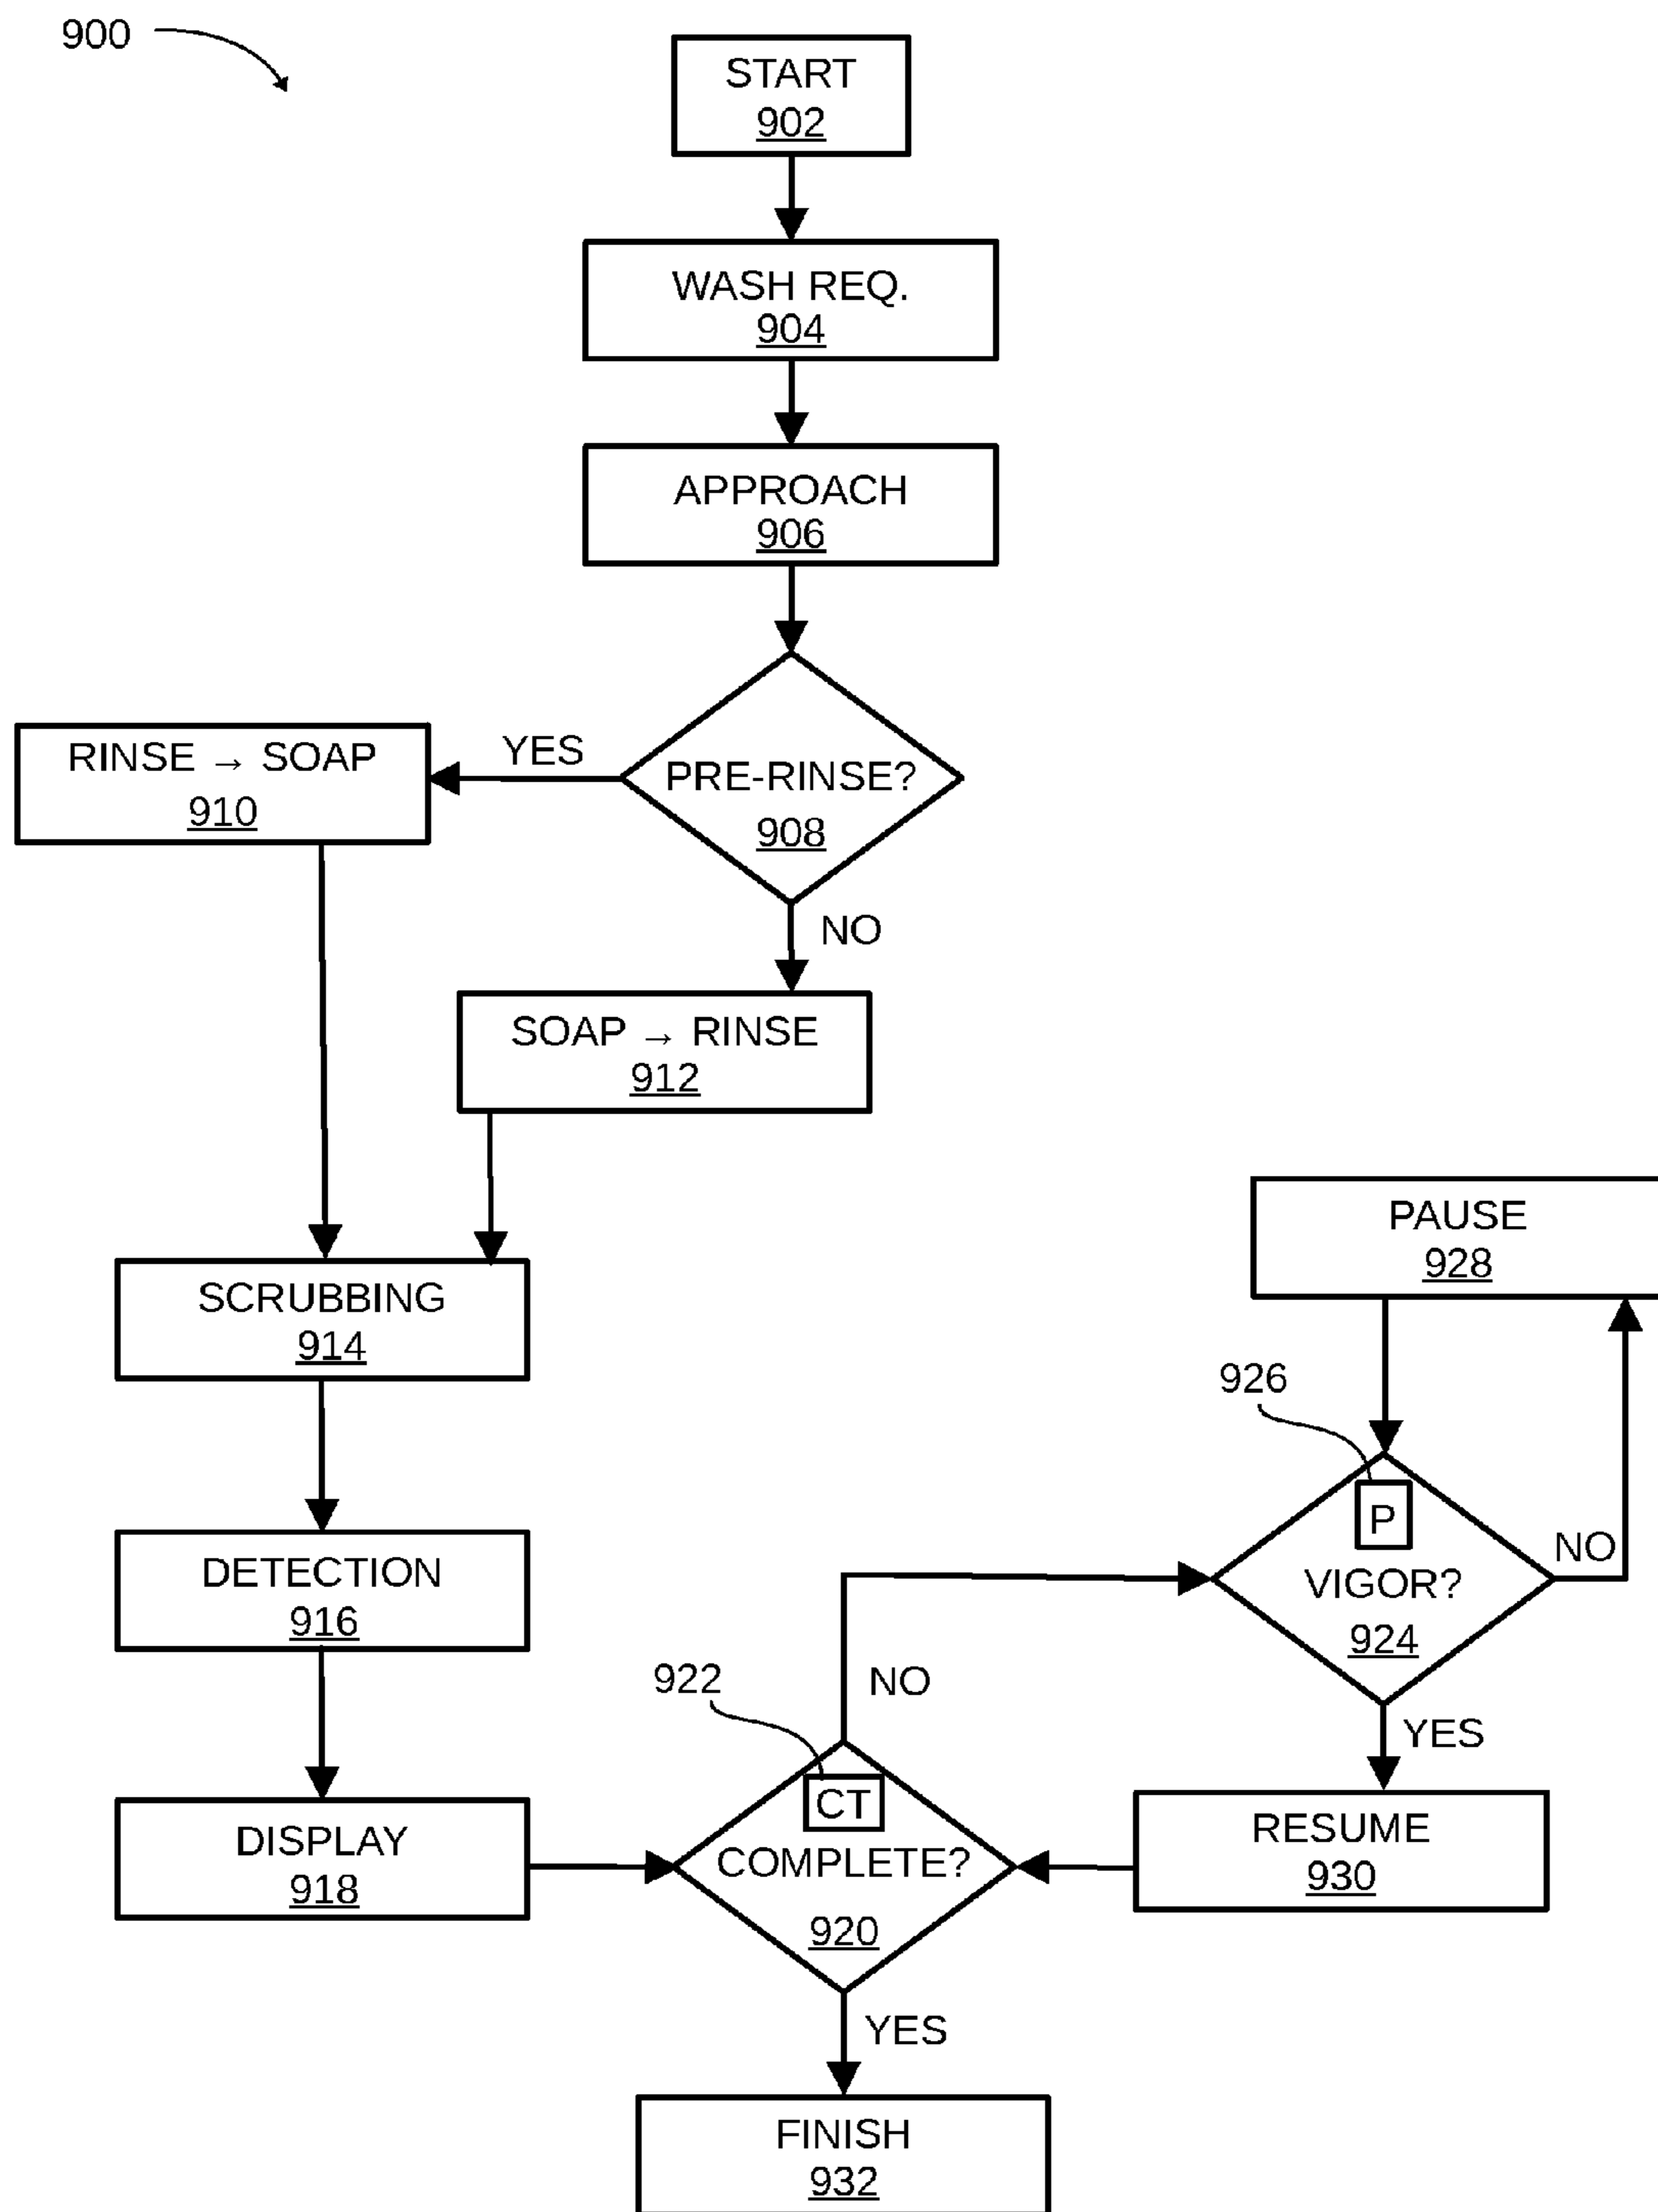 900
START
902
WASH REQ.
904
APPROACH
906
YES
RINSE → SOAP
910
PRE-RINSE?
908
NO
SOAP → RINSE
912
SCRUBBING
914
DETECTION
916
DISPLAY
918
922
NO
CT
COMPLETE?
920
PAUSE
928
926
P
NO
VIGOR?
924
YES
RESUME
930
YES
FINISH
932